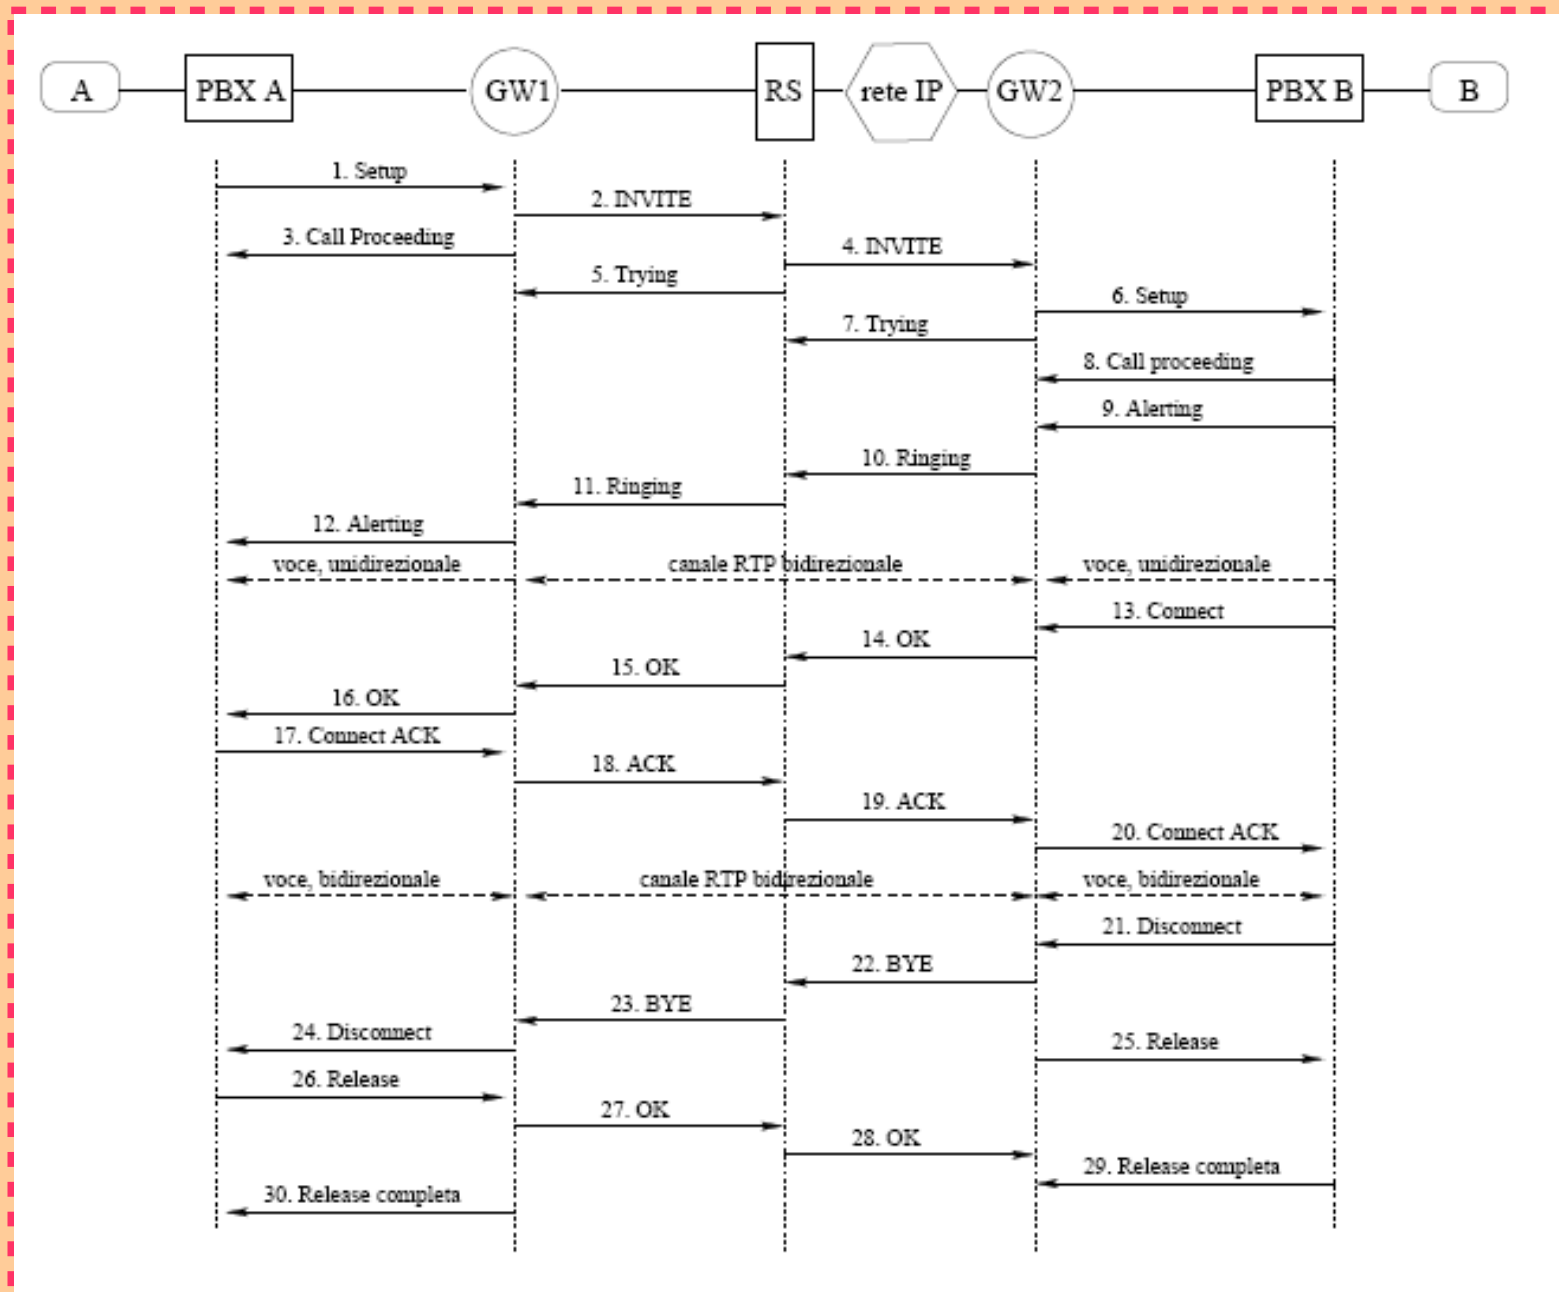 A PBX A GW1 RS rete IP GW2 PBX B B
1. Setup
2. INVITE
3. Call Proceeding
4. INVITE
5. Trying
6. Setup
7. Trying
8. Call proceeding
9. Alerting
10. Ringing
11. Ringing
12. Alerting
voce, unidirezionale canale RTP bidirezionale voce, unidirezionale
13. Connect
14. OK
15. OK
16. OK
17. Connect ACK
18. ACK
19. ACK
20. Connect ACK
voce, bidirezionale canale RTP bidirezionale voce, bidirezionale
21. Disconnect
22. BYE
23. BYE
24. Disconnect
25. Release
26. Release
27. OK
28. OK
29. Release completa
30. Release completa